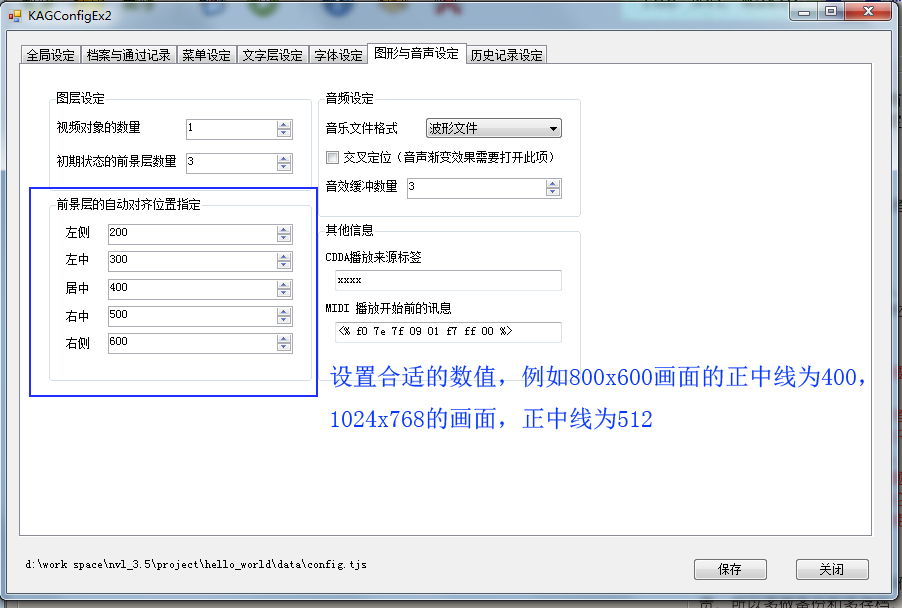 KAGConfigEx2
全局设定 档案与通过记录 菜单设定 文字层设定 字体设定 图形与音声设定 历史记录设定
图层设定
视频对象的数量 1
初期状态的前景层数量 3
前景层的自动对齐位置指定
左侧 200
左中 300
居中 400
右中 500
右侧 600
音频设定
音乐文件格式 波形文件
交叉定位（音声渐变效果需要打开此项）
音效缓冲数量 3
其他信息
CDDA播放来源标签
xxxx
MIDI 播放开始前的讯息
<% f0 7e 7f 09 01 f7 ff 00 %>
设置合适的数值，例如800x600画面的正中线为400，
1024x768的画面，正中线为512
d:\work space\nvl_3.5\project\hello_world\data\config.tjs
保存 关闭